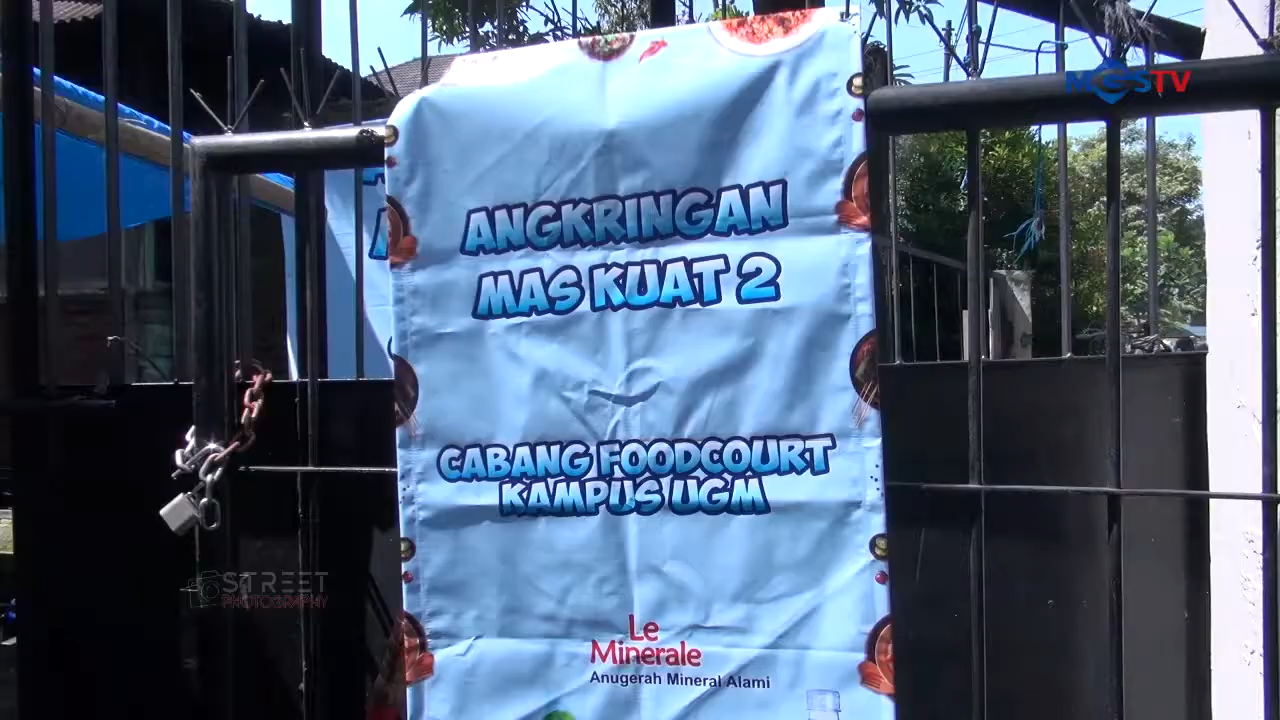 MGSTV
ANGKRINGAN
MAS KUAT 2
CABANG FOODCOURT
KAMPUS UGM
STREET
PHOTOGRAPHY
Le
Minerale
Anugerah Mineral Alami